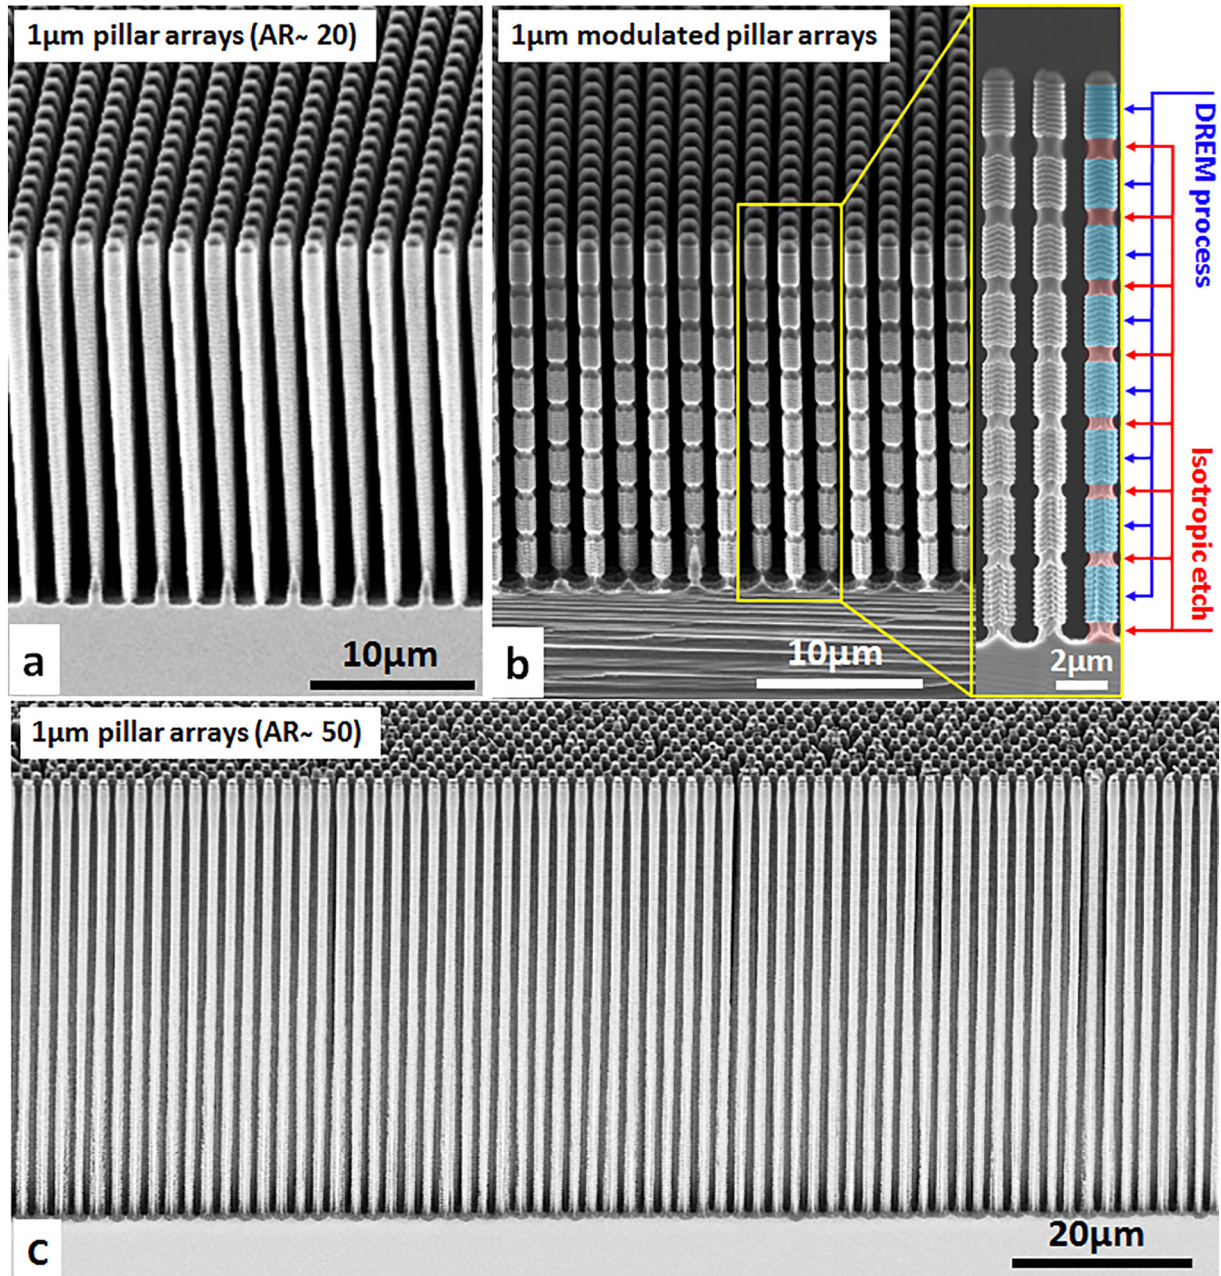 1µm pillar arrays (AR~ 20)
1µm modulated pillar arrays
DREM process
Isotropic etch
a
10µm
b
10µm
2µm
1µm pillar arrays (AR~ 50)
c
20µm